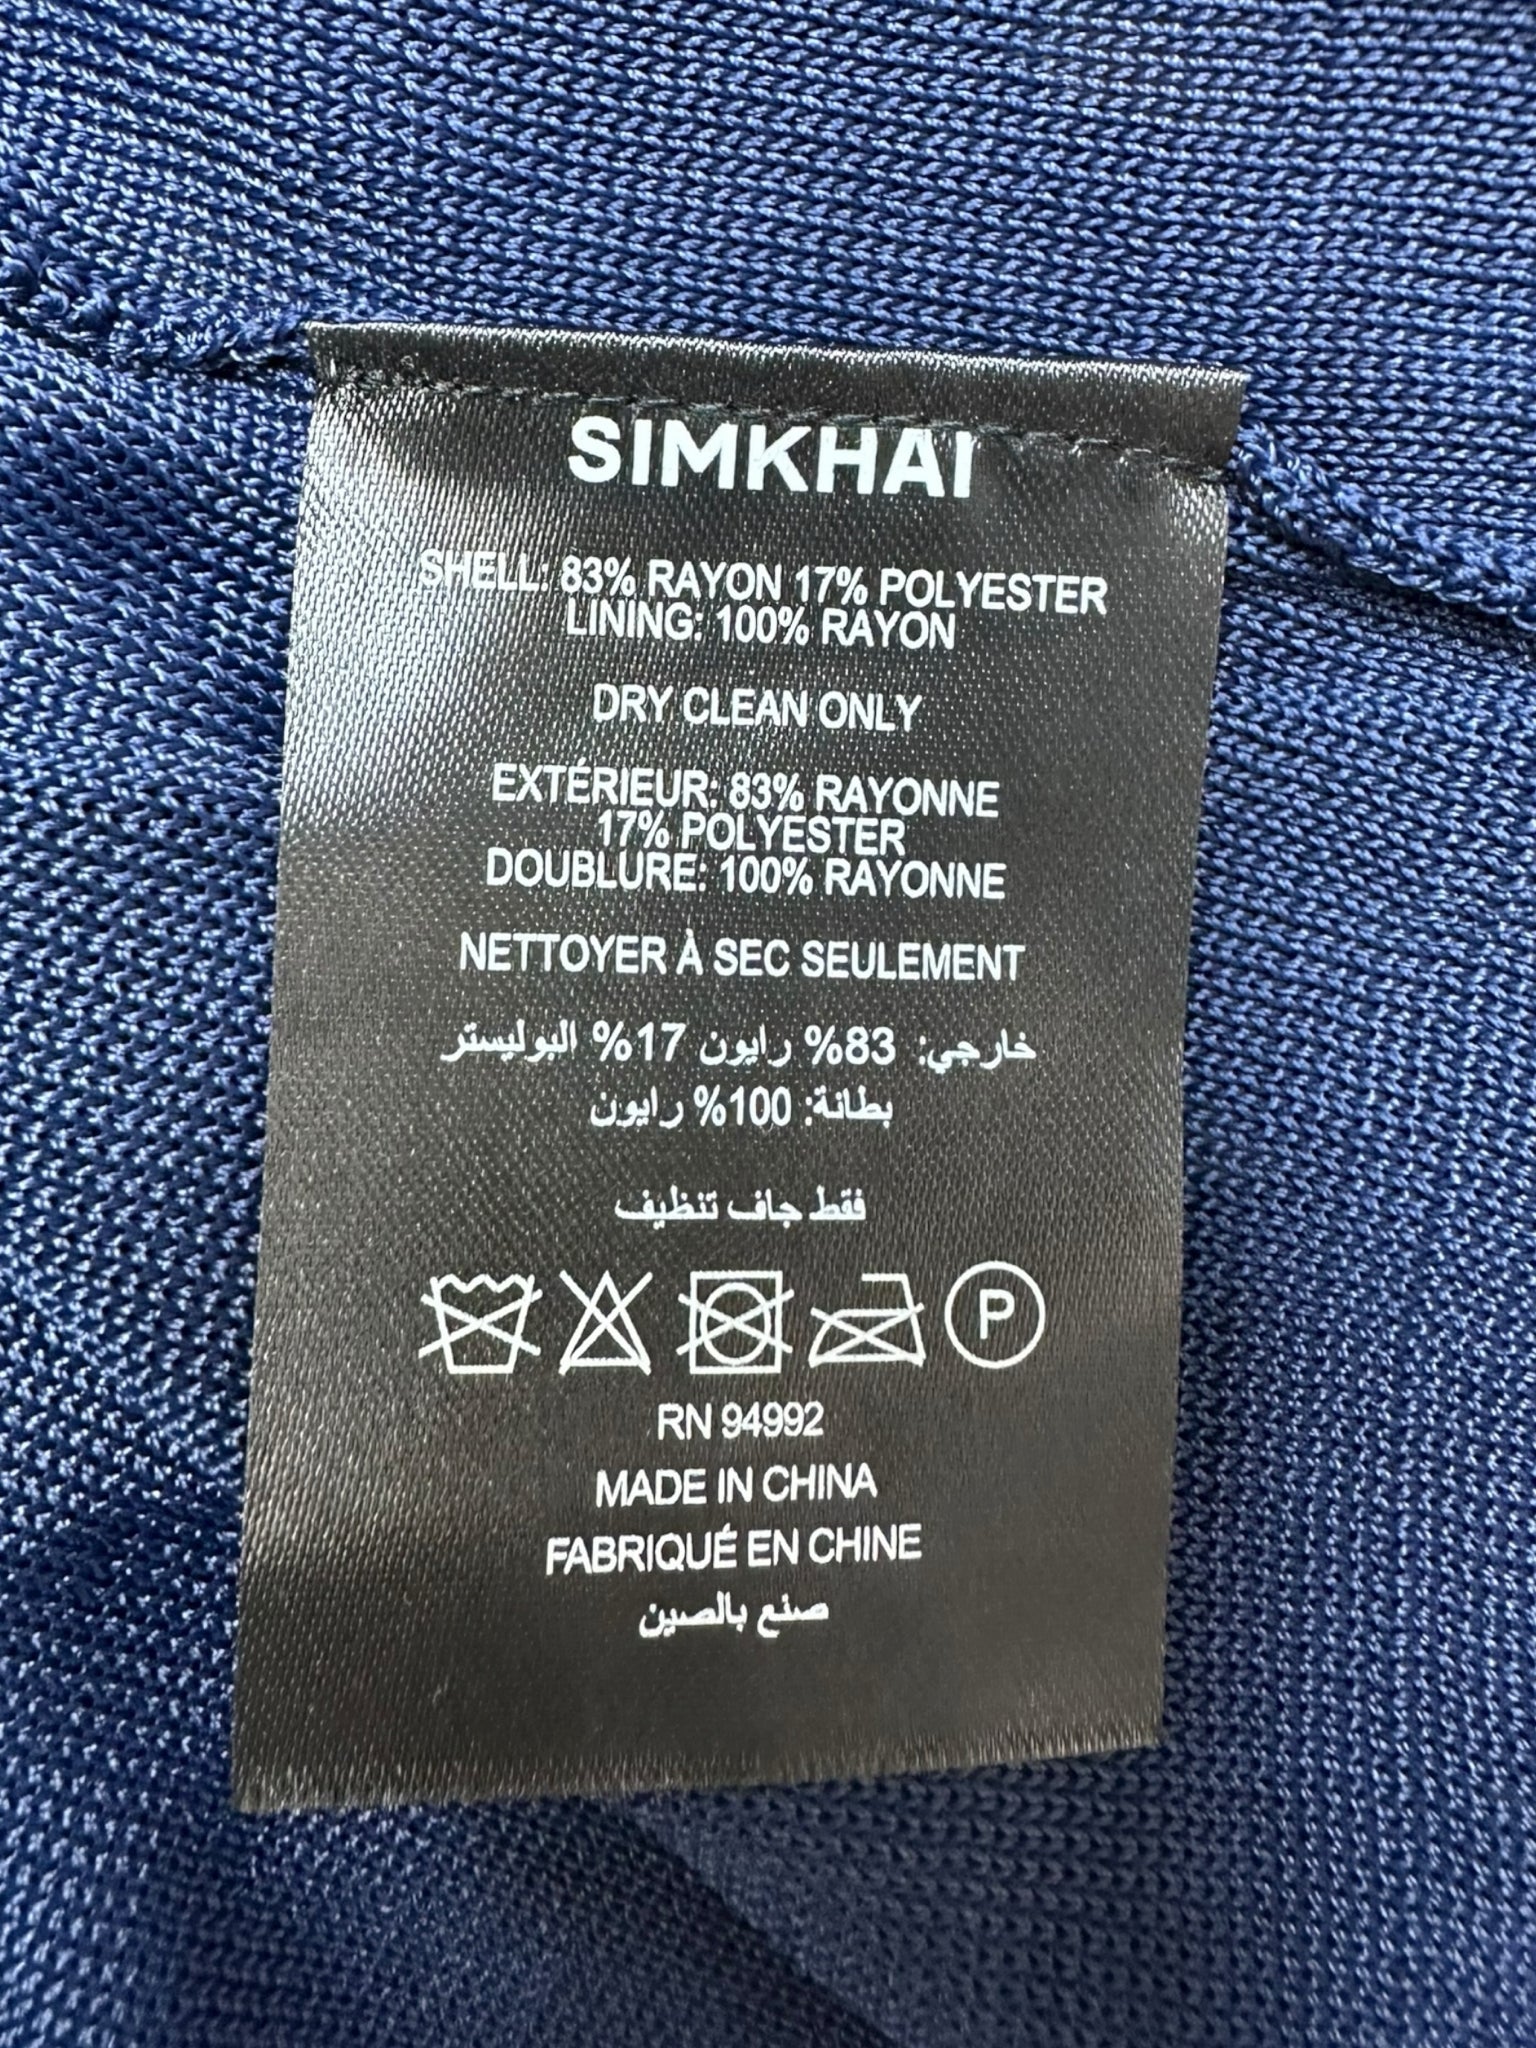 SIMKHAI
SHELL: 83% RAYON 17% POLYESTER
LINING: 100% RAYON
DRY CLEAN ONLY
EXTÉRIEUR: 83% RAYONNE
17% POLYESTER
DOUBLURE: 100% RAYONNE
NETTOYER À SEC SEULEMENT
خارجي: 83% رايون 17% البوليستر
بطانة: 100% رايون
فقط جاف تنظيف
P
RN 94992
MADE IN CHINA
FABRIQUÉ EN CHINE
صنع بالصين